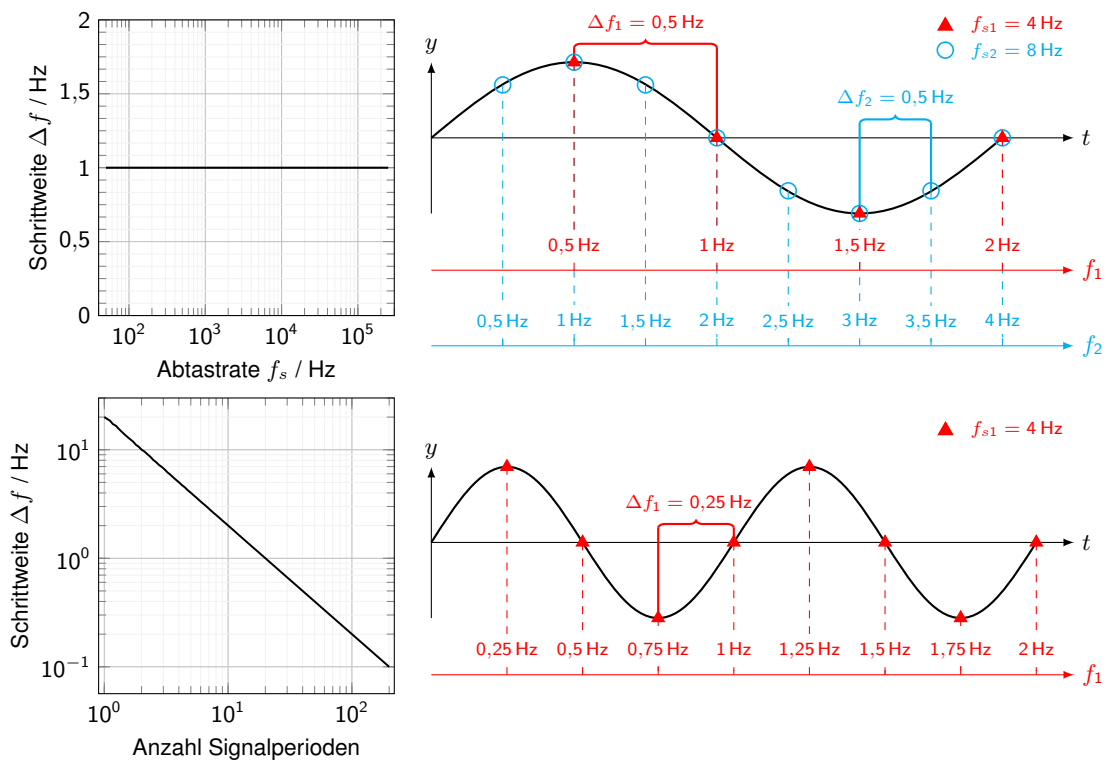 2
1,5
1
0,5
0
10²
10³
10⁴
10⁵
Schrittweite Δf / Hz
Abtastrate f_s / Hz
y
Δf₁ = 0,5 Hz
f_s1 = 4 Hz
f_s2 = 8 Hz
Δf₂ = 0,5 Hz
t
0,5 Hz 1 Hz 1,5 Hz 2 Hz
f₁
0,5 Hz 1 Hz 1,5 Hz 2 Hz 2,5 Hz 3 Hz 3,5 Hz 4 Hz
f₂
10¹
10⁰
10⁻¹
10⁰
10¹
10²
Schrittweite Δf / Hz
Anzahl Signalperioden
f_s1 = 4 Hz
y
Δf₁ = 0,25 Hz
t
0,25 Hz 0,5 Hz 0,75 Hz 1 Hz 1,25 Hz 1,5 Hz 1,75 Hz 2 Hz
f₁